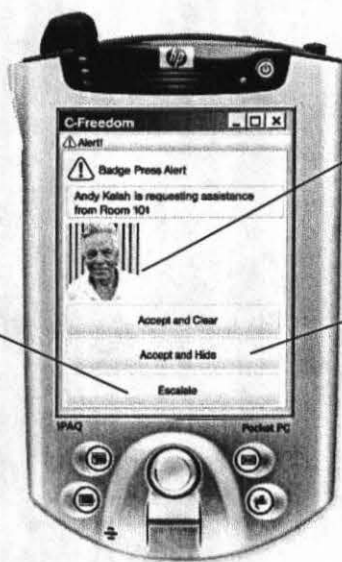 hp
C-Freedom
Alert!
Badge Press Alert
Andy Kelah is requesting assistance
from Room 101
Accept and Clear
Accept and Hide
Escalate
iPAQ Pocket PC